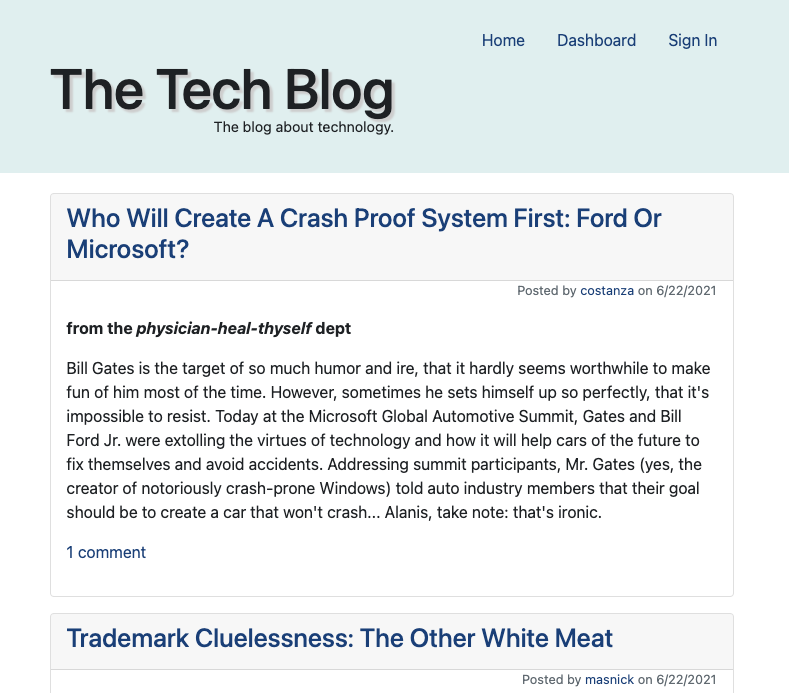 Home Dashboard Sign In
The Tech Blog
The blog about technology.
Who Will Create A Crash Proof System First: Ford Or
Microsoft?
Posted by costanza on 6/22/2021
from the physician-heal-thyself dept
Bill Gates is the target of so much humor and ire, that it hardly seems worthwhile to make
fun of him most of the time. However, sometimes he sets himself up so perfectly, that it's
impossible to resist. Today at the Microsoft Global Automotive Summit, Gates and Bill
Ford Jr. were extolling the virtues of technology and how it will help cars of the future to
fix themselves and avoid accidents. Addressing summit participants, Mr. Gates (yes, the
creator of notoriously crash-prone Windows) told auto industry members that their goal
should be to create a car that won't crash... Alanis, take note: that's ironic.
1 comment
Trademark Cluelessness: The Other White Meat
Posted by masnick on 6/22/2021